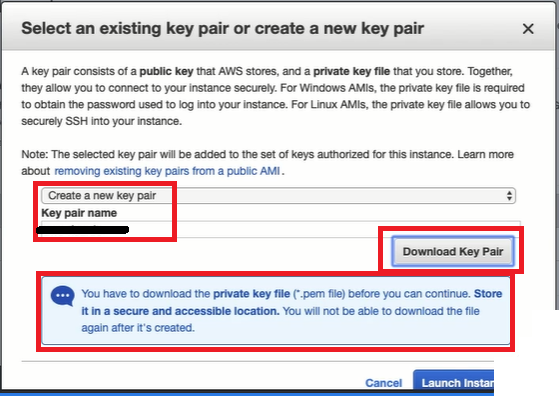 Select an existing key pair or create a new key pair
A key pair consists of a public key that AWS stores, and a private key file that you store. Together,
they allow you to connect to your instance securely. For Windows AMIs, the private key file is required
to obtain the password used to log into your instance. For Linux AMIs, the private key file allows you to
securely SSH into your instance.
Note: The selected key pair will be added to the set of keys authorized for this instance. Learn more
about removing existing key pairs from a public AMI.
Create a new key pair
Key pair name
Download Key Pair
You have to download the private key file (*.pem file) before you can continue. Store
it in a secure and accessible location. You will not be able to download the file
again after it's created.
Cancel Launch Instan